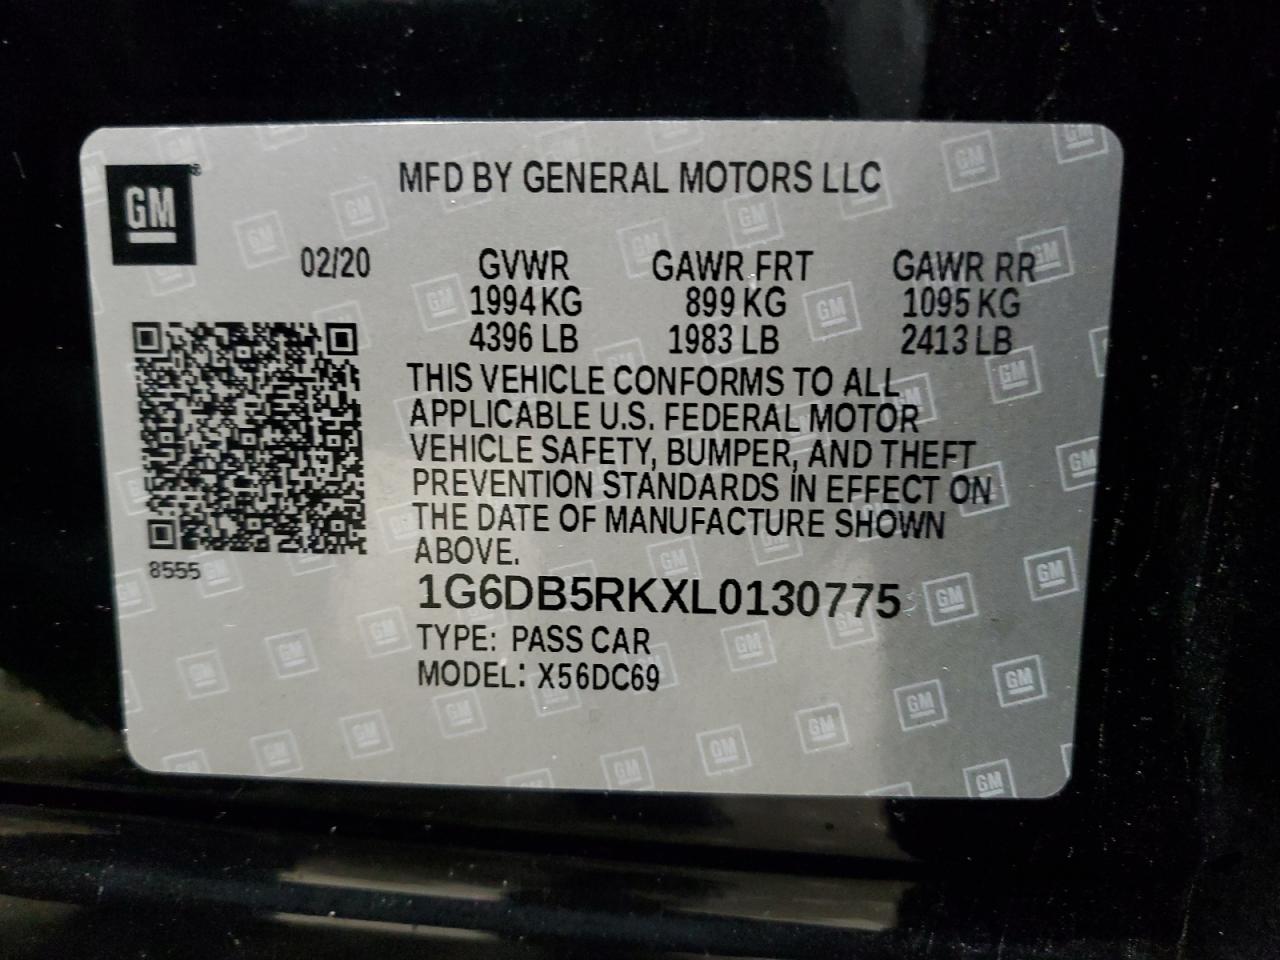 GM
MFD BY GENERAL MOTORS LLC
02/20 GVWR GAWR FRT GAWR RR
1994 KG 899 KG 1095 KG
4396 LB 1983 LB 2413 LB
THIS VEHICLE CONFORMS TO ALL
APPLICABLE U.S. FEDERAL MOTOR
VEHICLE SAFETY, BUMPER, AND THEFT
PREVENTION STANDARDS IN EFFECT ON
THE DATE OF MANUFACTURE SHOWN
ABOVE.
8555
1G6DB5RKXL0130775
TYPE: PASS CAR
MODEL: X56DC69